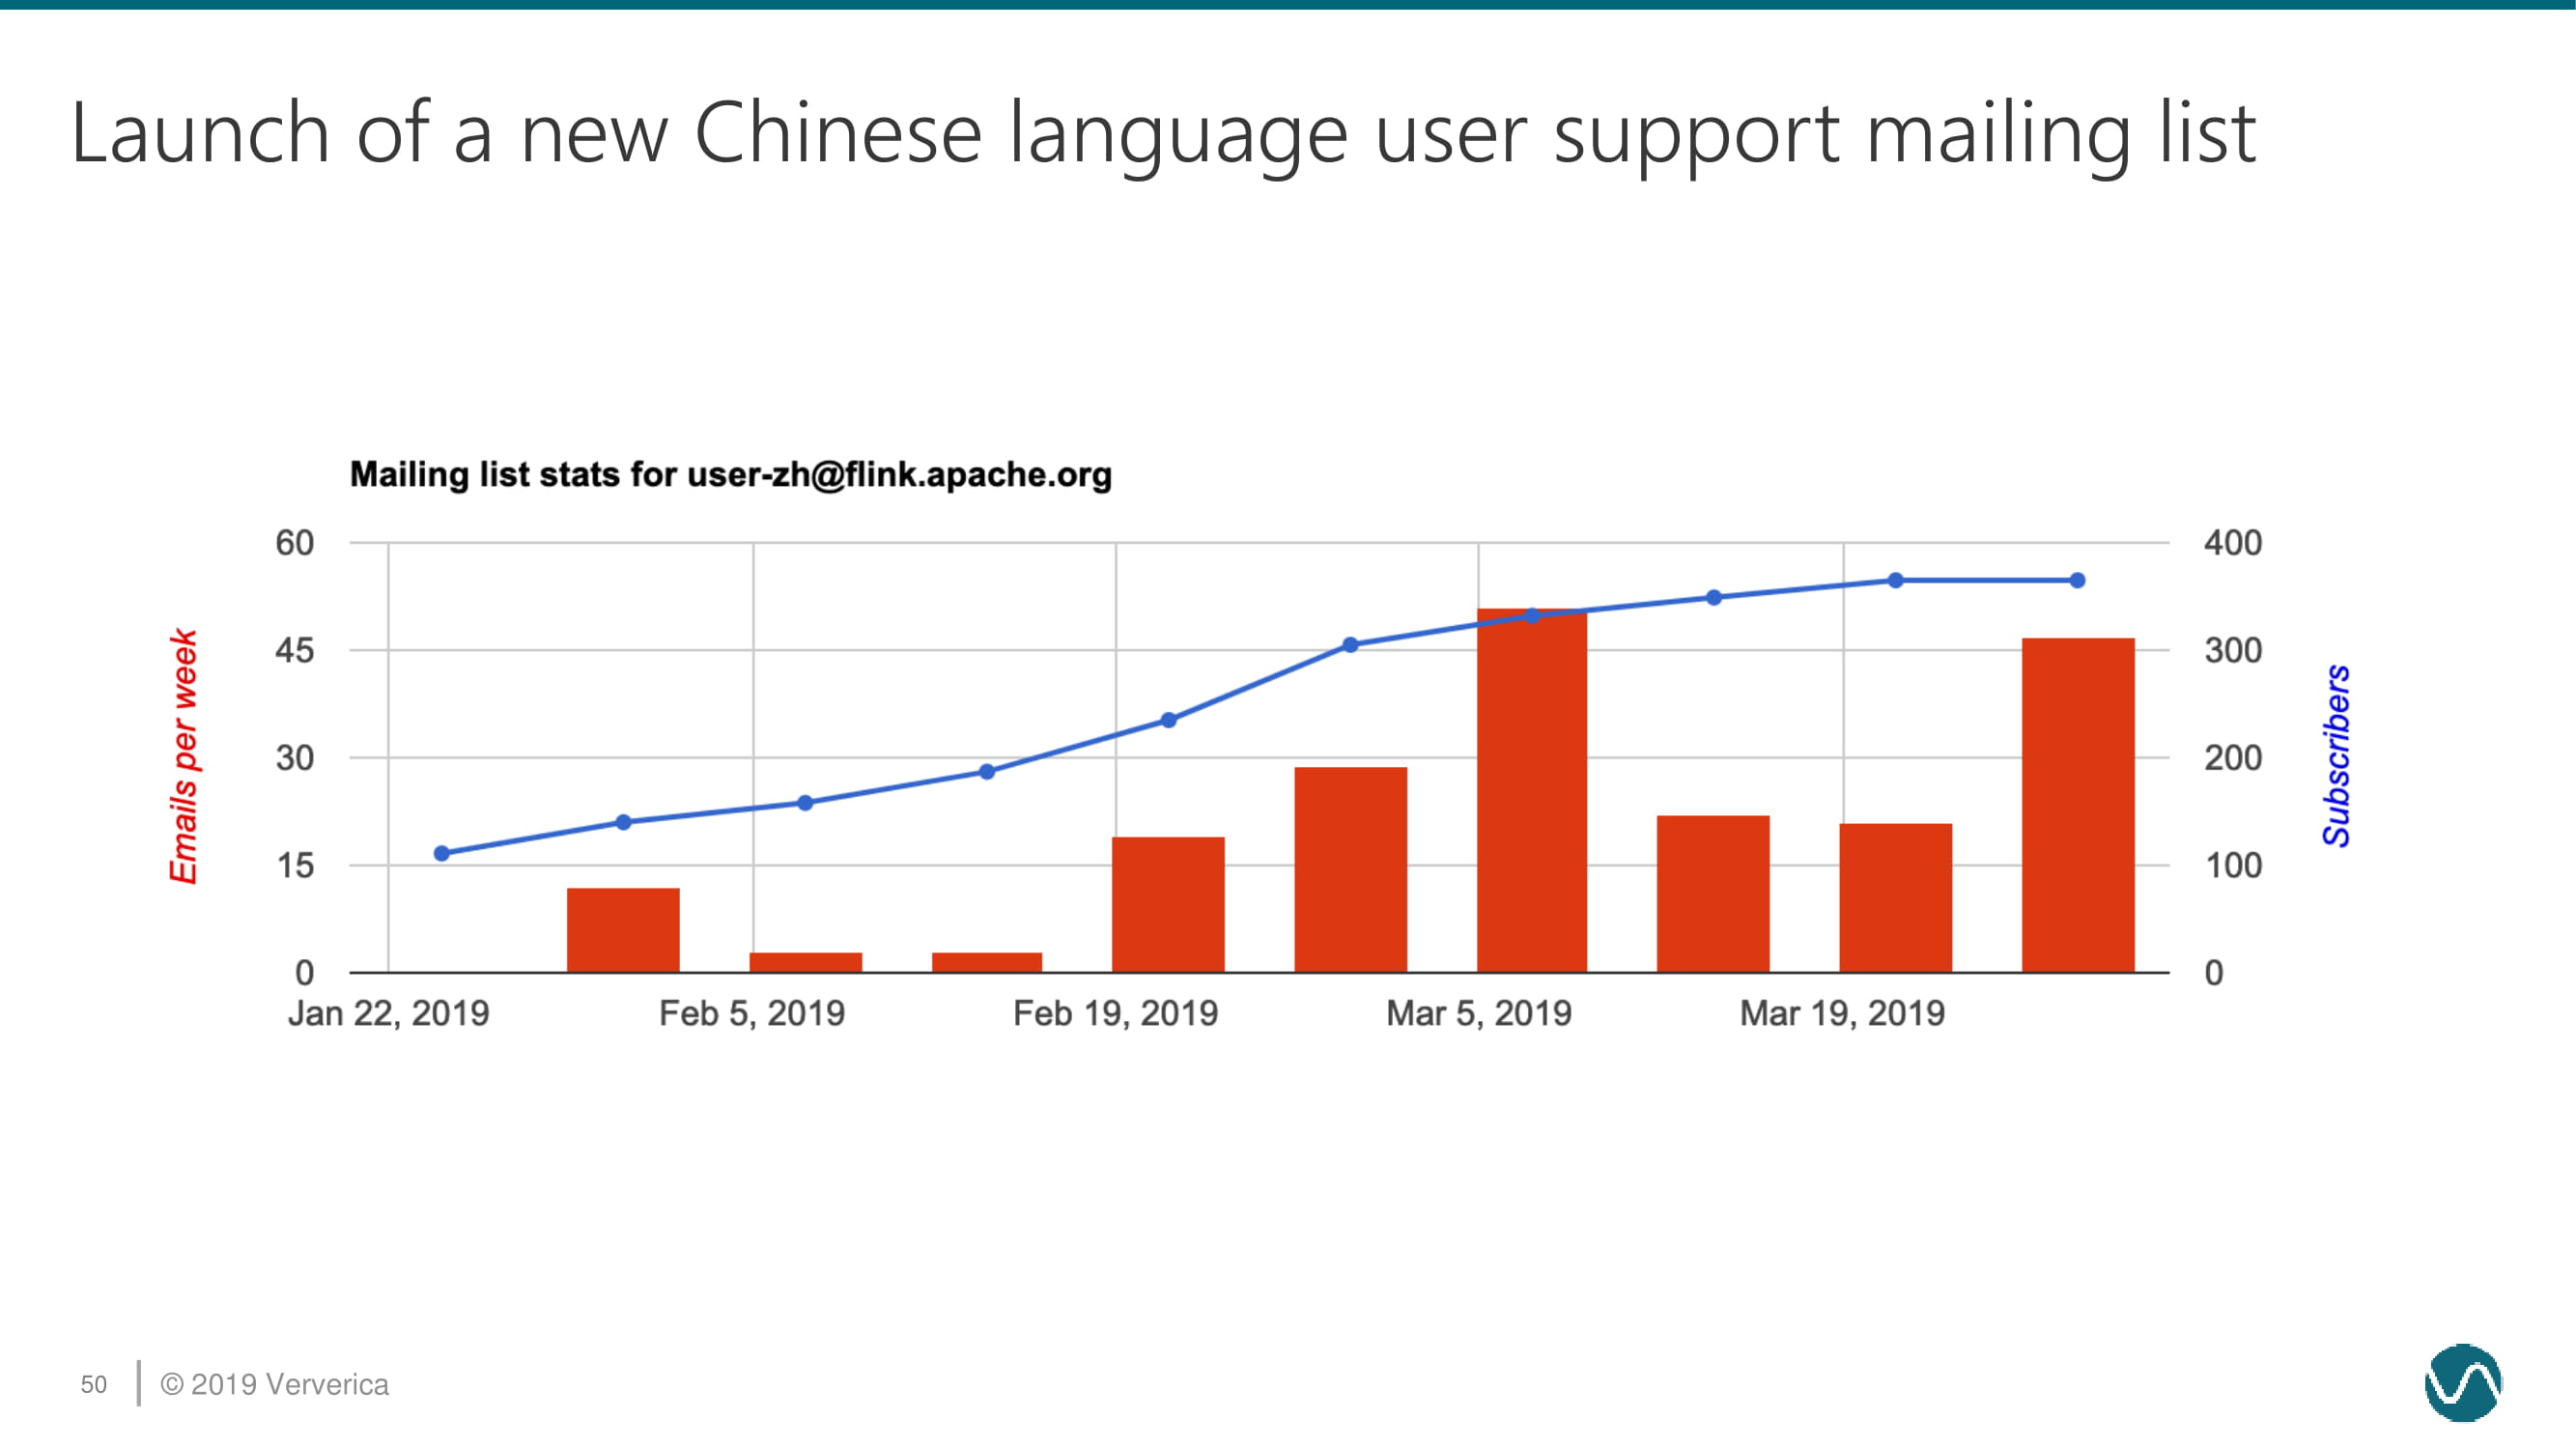 Launch of a new Chinese language user support mailing list
Mailing list stats for user-zh@flink.apache.org
60
45
30
15
0
Emails per week
400
300
200
100
0
Subscribers
Jan 22, 2019
Feb 5, 2019
Feb 19, 2019
Mar 5, 2019
Mar 19, 2019
50
© 2019 Ververica